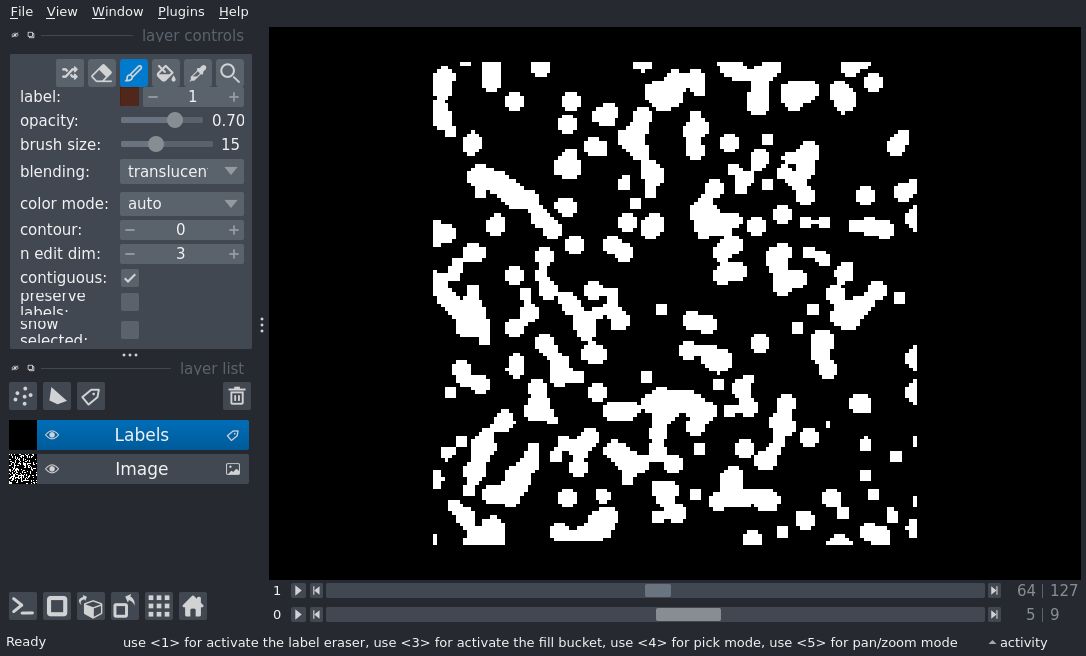 File View Window Plugins Help
layer controls
label: 1
opacity: 0.70
brush size: 15
blending: translucen
color mode: auto
contour: 0
n edit dim: 3
contiguous:
preserve
labels:
show
selected:
layer list
Labels
Image
1 64 | 127
0 5 | 9
Ready use <1> for activate the label eraser, use <3> for activate the fill bucket, use <4> for pick mode, use <5> for pan/zoom mode activity